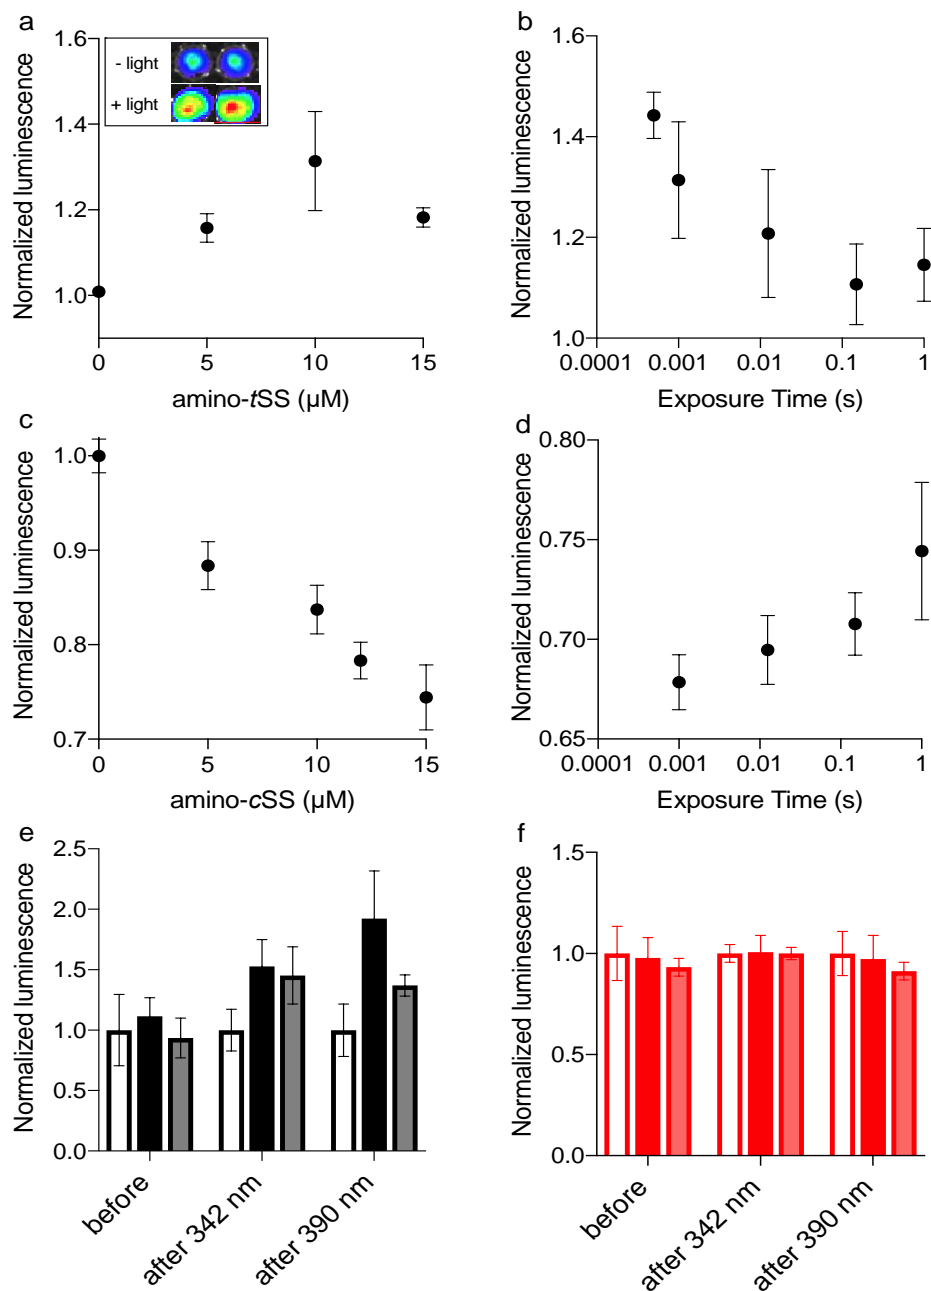 a
Normalized luminescence
1.6
1.4
1.2
1.0
- light
+ light
0
5
10
15
amino-tSS (µM)
b
Normalized luminescence
1.6
1.4
1.2
1.0
0.0001
0.001
0.01
0.1
1
Exposure Time (s)
c
Normalized luminescence
1.0
0.9
0.8
0.7
0
5
10
15
amino-cSS (µM)
d
Normalized luminescence
0.80
0.75
0.70
0.65
0.0001
0.001
0.01
0.1
1
Exposure Time (s)
e
Normalized luminescence
2.5
2.0
1.5
1.0
0.5
0.0
before
after 342 nm
after 390 nm
f
Normalized luminescence
1.5
1.0
0.5
0.0
before
after 342 nm
after 390 nm